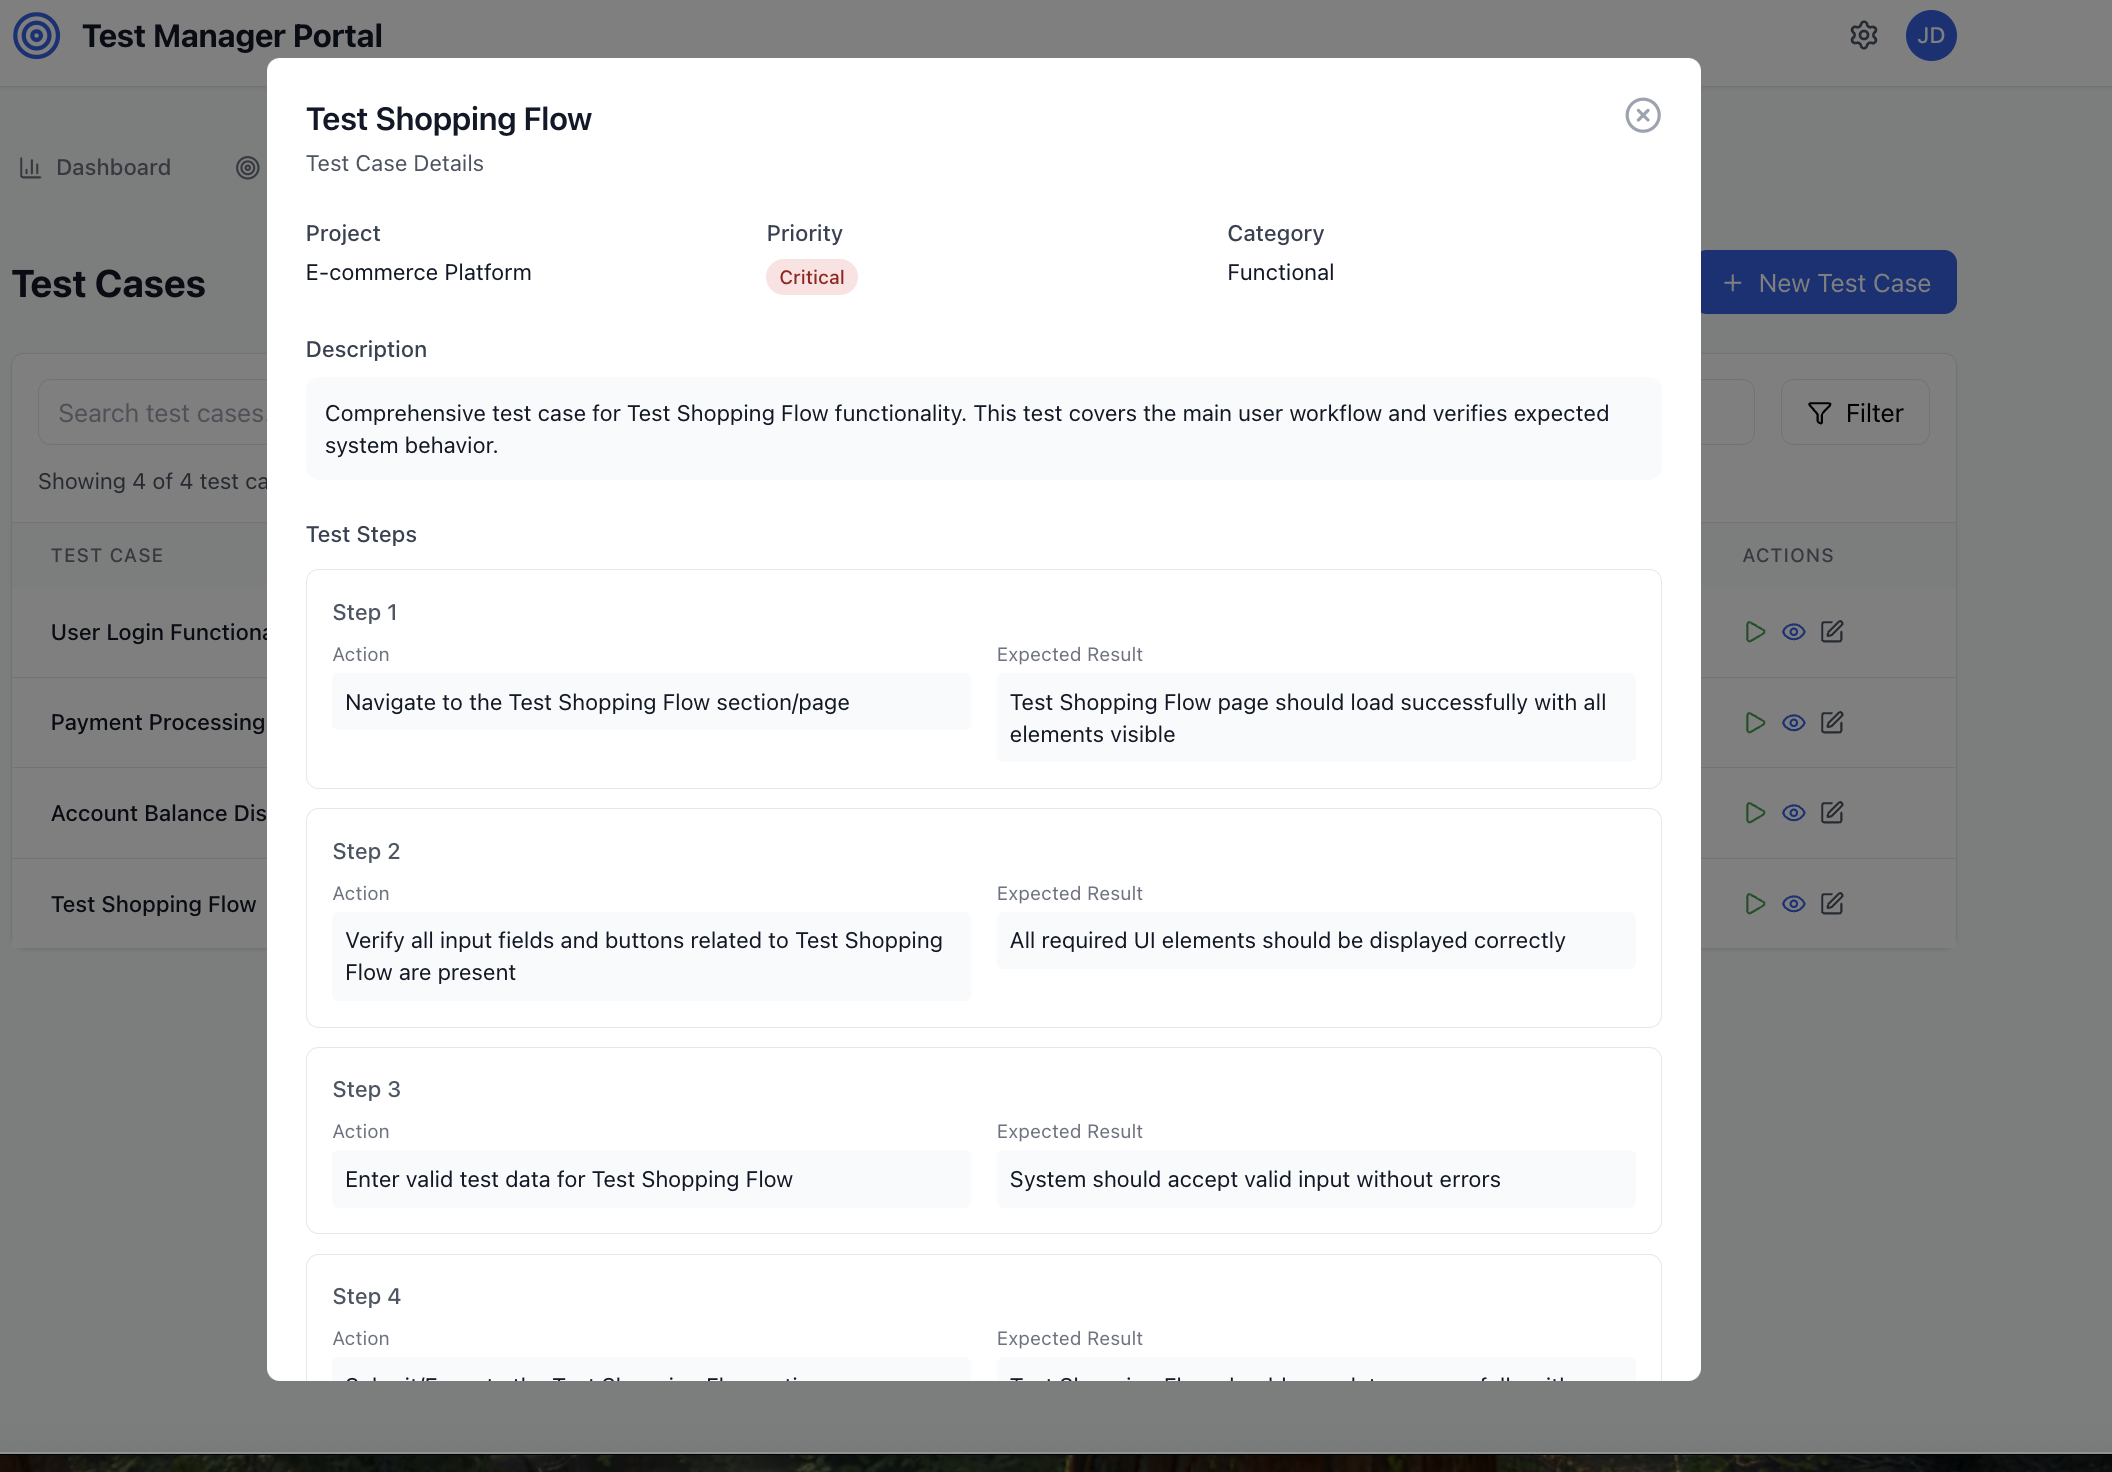 Test Manager Portal
JD
Dashboard
Test Cases
New Test Case
Search test cases.
Filter
Showing 4 of 4 test ca
TEST CASE
ACTIONS
User Login Functiona
Payment Processing
Account Balance Dis
Test Shopping Flow
Test Shopping Flow
Test Case Details
Project
Priority
Category
E-commerce Platform
Critical
Functional
Description
Comprehensive test case for Test Shopping Flow functionality. This test covers the main user workflow and verifies expected
system behavior.
Test Steps
Step 1
Action
Navigate to the Test Shopping Flow section/page
Expected Result
Test Shopping Flow page should load successfully with all
elements visible
Step 2
Action
Verify all input fields and buttons related to Test Shopping
Flow are present
Expected Result
All required UI elements should be displayed correctly
Step 3
Action
Enter valid test data for Test Shopping Flow
Expected Result
System should accept valid input without errors
Step 4
Action
Expected Result